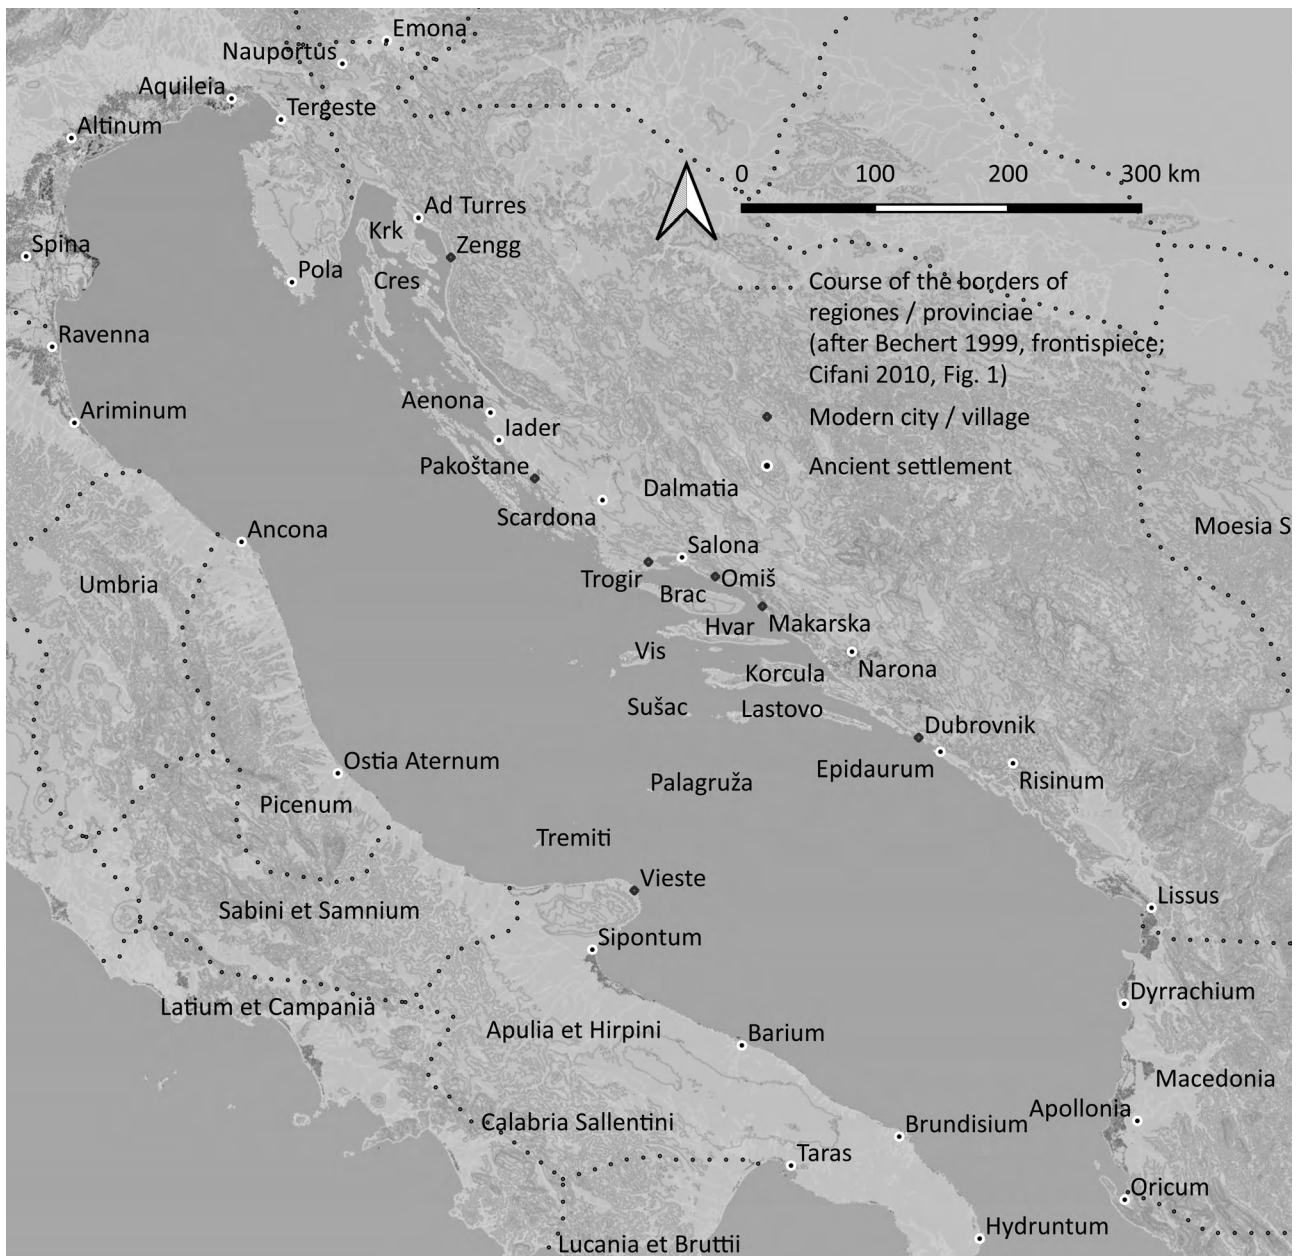 Emona
Nauportus
Aquileia
Tergeste
Altinum
0 100 200 300 km
Ad Turres
Krk
Zengg
Spina
Pola
Cres
Course of the borders of
regiones / provinciae
(after Bechert 1999, frontispiece;
Cifani 2010, Fig. 1)
Ravenna
Ariminum
Aenona
Iader
Modern city / village
Pakoštane
Ancient settlement
Dalmatia
Scardona
Ancona
Moesia S
Salona
Trogir
Omiš
Umbria
Brac
Hvar
Makarska
Vis
Narona
Korcula
Sušac
Lastovo
Dubrovnik
Ostia Aternum
Epidaurum
Risinum
Picenum
Palagruža
Tremiti
Vieste
Lissus
Sabini et Samnium
Sipontum
Dyrrachium
Latium et Campania
Apulia et Hirpini
Barium
Macedonia
Apollonia
Calabria Sallentini
Brundisium
Taras
Oricum
Hydruntum
Lucania et Bruttii